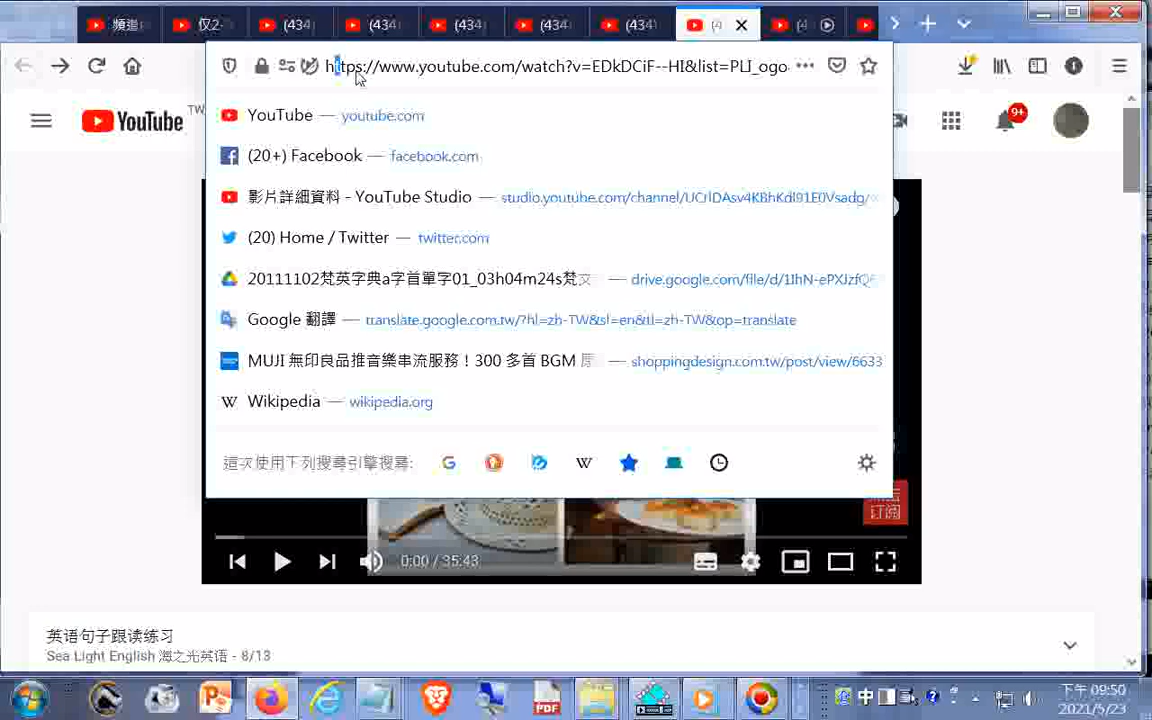 頻道
仅2
(434
(434
(434
(434
(434
(4
(4
https://www.youtube.com/watch?v=EDkDCiF--HI&list=PLI_ogo
YouTube TW
9+
YouTube — youtube.com
(20+) Facebook — facebook.com
影片詳細資料 - YouTube Studio — studio.youtube.com/channel/UCrlDAsv4KBhKdl91E0Vsadg/
(20) Home / Twitter — twitter.com
20111102梵英字典a字首單字01_03h04m24s梵文 — drive.google.com/file/d/1IhN-ePXJzfQ6
Google 翻譯 — translate.google.com.tw/?hl=zh-TW&sl=en&tl=zh-TW&op=translate
MUJI 無印良品推音樂串流服務！300 多首 BGM — shoppingdesign.com.tw/post/view/6633
Wikipedia — wikipedia.org
這次使用下列搜尋引擎搜尋:
订阅
0:00 / 35:43
英语句子跟读练习
Sea Light English 海之光英语 - 8/13
中
下午 09:50
2021/5/23